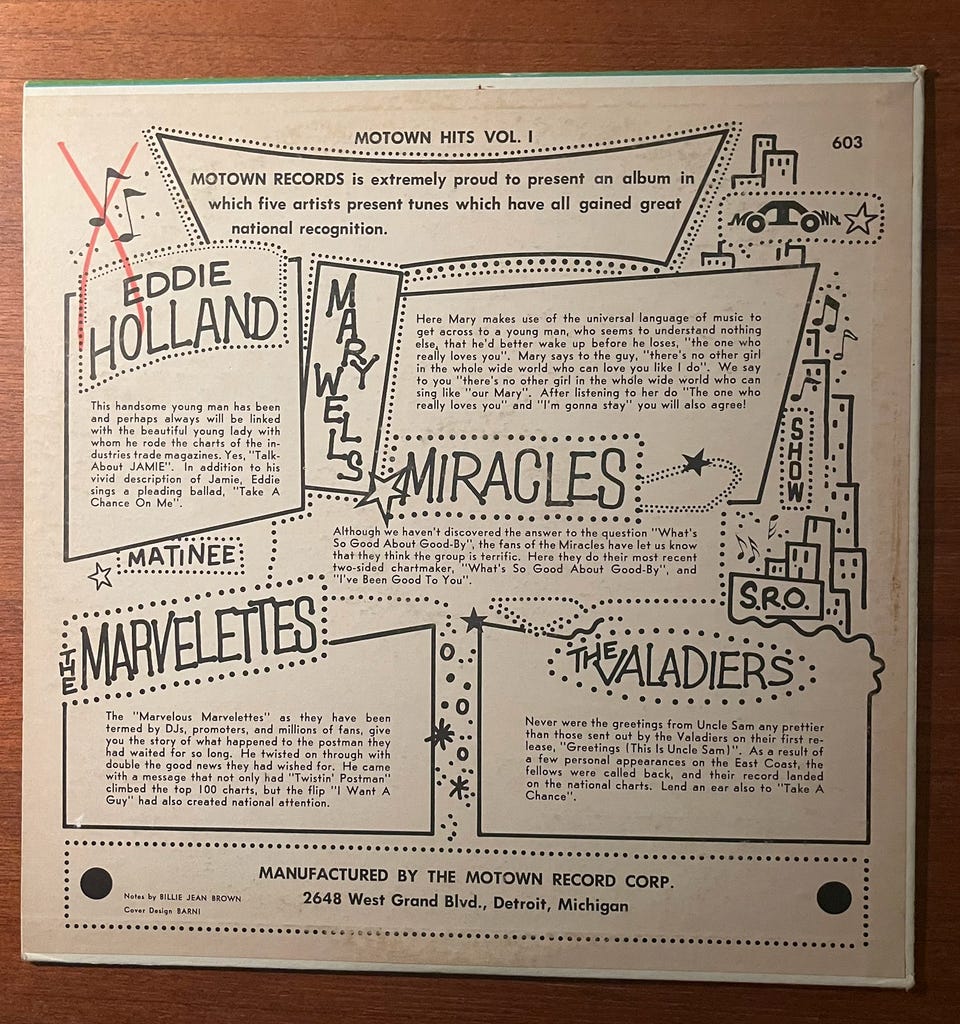 MOTOWN HITS VOL. I
603
MOTOWN RECORDS is extremely proud to present an album in
which five artists present tunes which have all gained great
national recognition.
MOTOWN
EDDIE
HOLLAND
This handsome young man has been
and perhaps always will be linked
with the beautiful young lady with
whom he rode the charts of the in-
dustries trade magazines. Yes, "Talk-
About JAMIE". In addition to his
vivid description of Jamie, Eddie
sings a pleading ballad, "Take A
Chance On Me".
MARY WELLS
Here Mary makes use of the universal language of music to
get across to a young man, who seems to understand nothing
else, that he'd better wake up before he loses, "the one who
really loves you". Mary says to the guy, "there's no other girl
in the whole wide world who can love you like I do". We say
to you "there's no other girl in the whole wide world who can
sing like "our Mary". After listening to her do "The one who
really loves you" and "I'm gonna stay" you will also agree!
SHOW
MIRACLES
Although we haven't discovered the answer to the question "What's
So Good About Good-By", the fans of the Miracles have let us know
that they think the group is terrific. Here they do their most recent
two-sided chartmaker, "What's So Good About Good-By", and
"I've Been Good To You".
MATINEE
S.R.O.
THE MARVELETTES
The "Marvelous Marvelettes" as they have been
termed by DJs, promoters, and millions of fans, give
you the story of what happened to the postman they
had waited for so long. He twisted on through with
double the good news they had wished for. He came
with a message that not only had "Twistin' Postman"
climbed the top 100 charts, but the flip "I Want A
Guy" had also created national attention.
THE VALADIERS
Never were the greetings from Uncle Sam any prettier
than those sent out by the Valadiers on their first re-
lease, "Greetings (This Is Uncle Sam)". As a result of
a few personal appearances on the East Coast, the
fellows were called back, and their record landed
on the national charts. Lend an ear also to "Take A
Chance".
MANUFACTURED BY THE MOTOWN RECORD CORP.
2648 West Grand Blvd., Detroit, Michigan
Notes by BILLIE JEAN BROWN
Cover Design BARNI